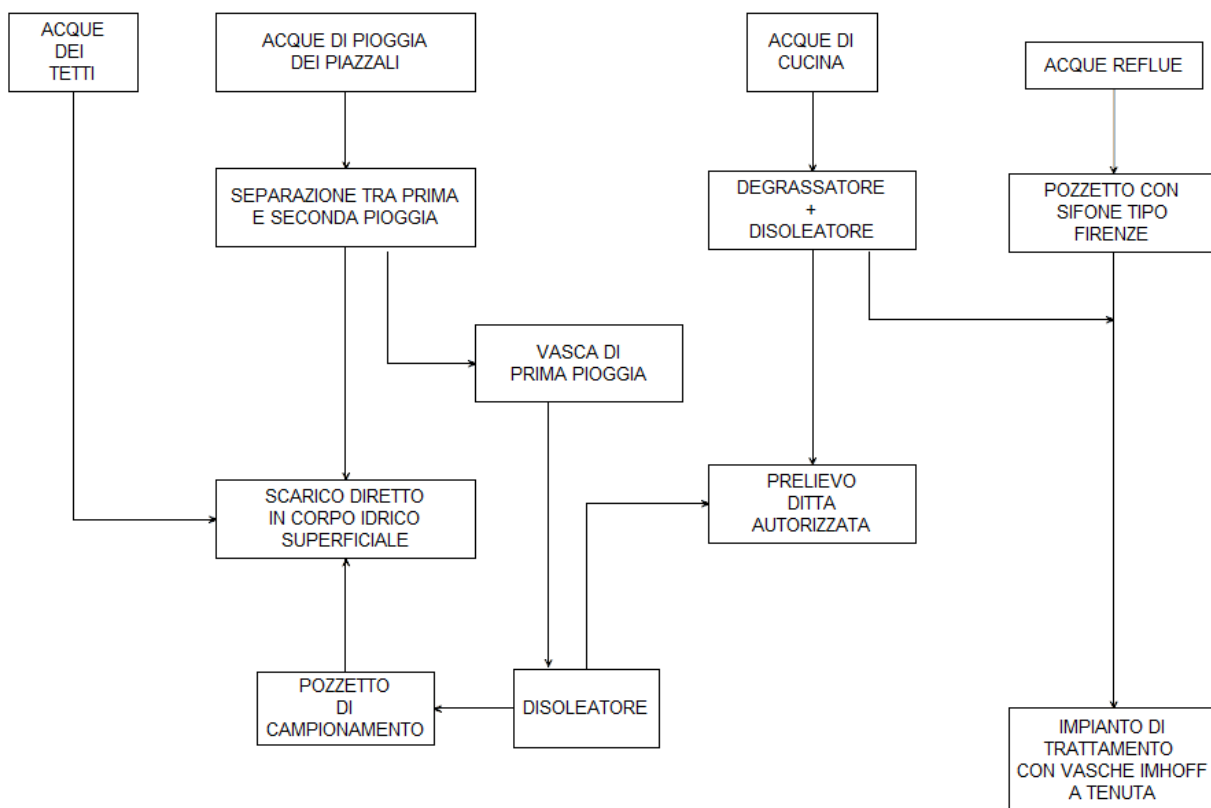 ACQUE
DEI
TETTI
ACQUE DI PIOGGIA
DEI PIAZZALI
ACQUE DI
CUCINA
ACQUE REFLUE
SEPARAZIONE TRA PRIMA
E SECONDA PIOGGIA
DEGRASSATORE
+
DISOLEATORE
POZZETTO CON
SIFONE TIPO
FIRENZE
VASCA DI
PRIMA PIOGGIA
SCARICO DIRETTO
IN CORPO IDRICO
SUPERFICIALE
PRELIEVO
DITTA
AUTORIZZATA
POZZETTO
DI
CAMPIONAMENTO
DISOLEATORE
IMPIANTO DI
TRATTAMENTO
CON VASCHE IMHOFF
A TENUTA